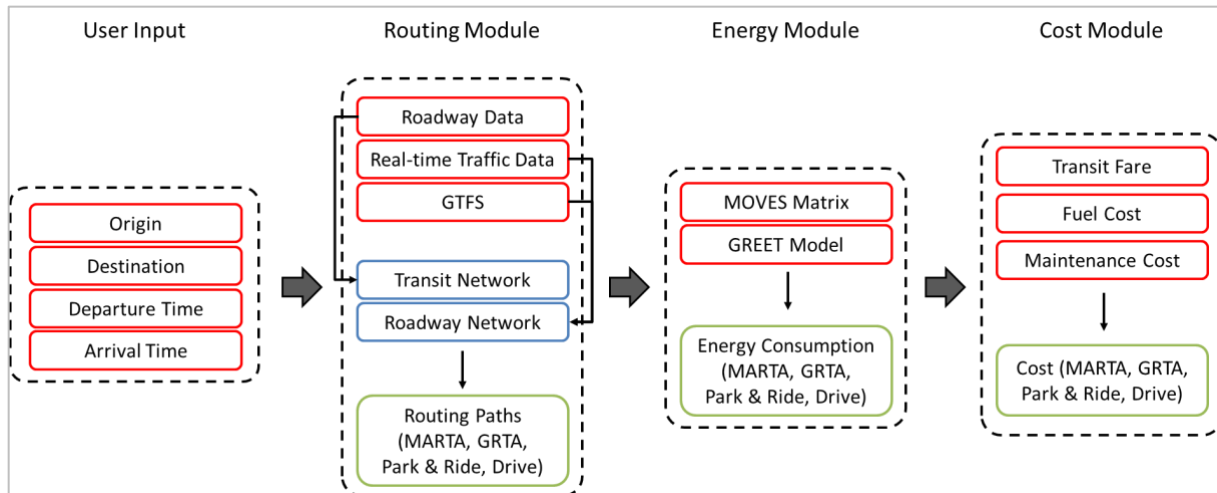 User Input
Routing Module
Energy Module
Cost Module
Origin
Destination
Departure Time
Arrival Time
Roadway Data
Real-time Traffic Data
GTFS
Transit Network
Roadway Network
Routing Paths
(MARTA, GRTA,
Park & Ride, Drive)
MOVES Matrix
GREET Model
Energy Consumption
(MARTA, GRTA,
Park & Ride, Drive)
Transit Fare
Fuel Cost
Maintenance Cost
Cost (MARTA, GRTA,
Park & Ride, Drive)